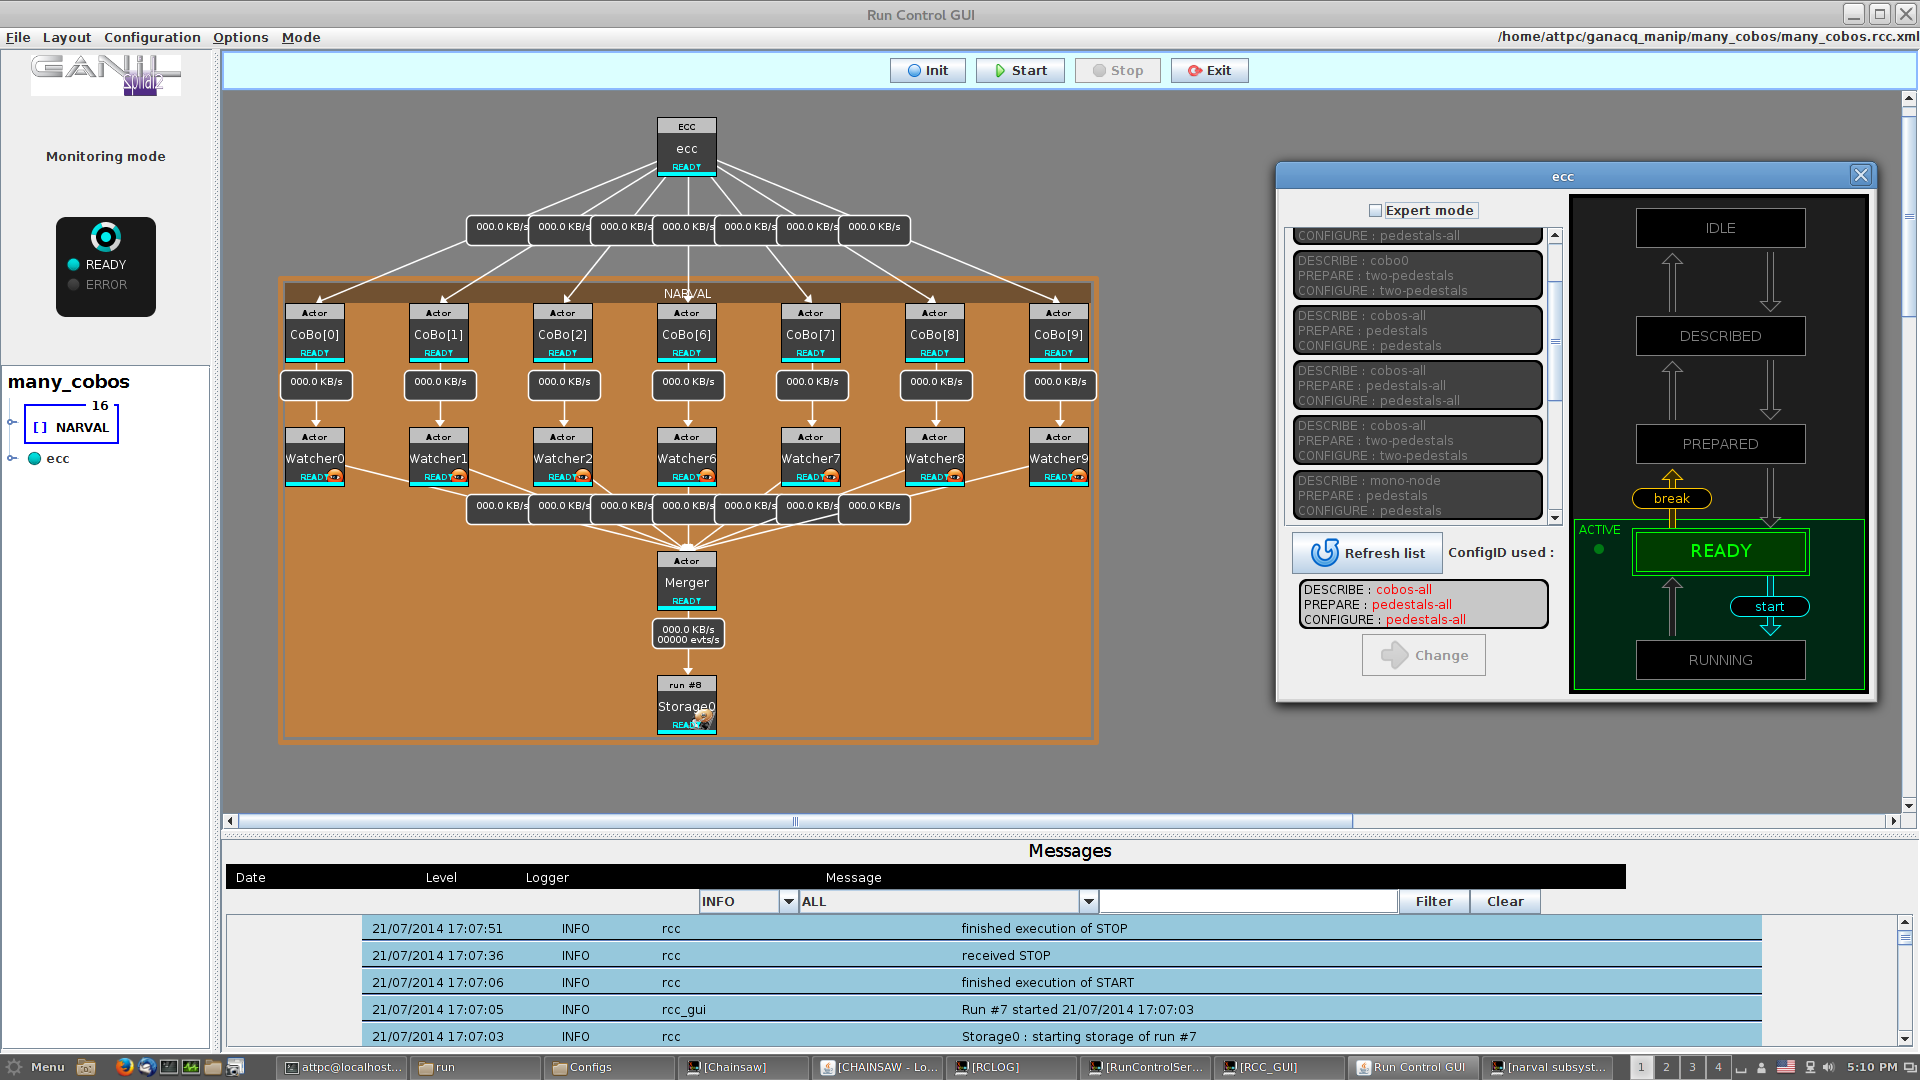 Run Control GUI
File Layout Configuration Options Mode
/home/attpc/ganacq_manip/many_cobos/many_cobos.rcc.xml
GANIL
spiral2
Init Start Stop Exit
Monitoring mode
READY
ERROR
many_cobos
16
[ ] NARVAL
ecc
ECC
ecc
READY
000.0 KB/s 000.0 KB/s 000.0 KB/s 000.0 KB/s 000.0 KB/s 000.0 KB/s 000.0 KB/s
NARVAL
Actor Actor Actor Actor Actor Actor Actor
CoBo[0] CoBo[1] CoBo[2] CoBo[6] CoBo[7] CoBo[8] CoBo[9]
READY READY READY READY READY READY READY
000.0 KB/s 000.0 KB/s 000.0 KB/s 000.0 KB/s 000.0 KB/s 000.0 KB/s 000.0 KB/s
Actor Actor Actor Actor Actor Actor Actor
Watcher0 Watcher1 Watcher2 Watcher6 Watcher7 Watcher8 Watcher9
READY READY READY READY READY READY READY
000.0 KB/s 000.0 KB/s 000.0 KB/s 000.0 KB/s 000.0 KB/s 000.0 KB/s 000.0 KB/s
Actor
Merger
READY
000.0 KB/s
00000 evts/s
run #8
Storage0
READY
ecc
Expert mode
CONFIGURE : pedestals-all
DESCRIBE : cobo0
PREPARE : two-pedestals
CONFIGURE : two-pedestals
DESCRIBE : cobos-all
PREPARE : pedestals
CONFIGURE : pedestals
DESCRIBE : cobos-all
PREPARE : pedestals-all
CONFIGURE : pedestals-all
DESCRIBE : cobos-all
PREPARE : two-pedestals
CONFIGURE : two-pedestals
DESCRIBE : mono-node
PREPARE : pedestals
CONFIGURE : pedestals
Refresh list ConfigID used :
DESCRIBE : cobos-all
PREPARE : pedestals-all
CONFIGURE : pedestals-all
Change
IDLE
DESCRIBED
PREPARED
break
ACTIVE
READY
start
RUNNING
Messages
Date Level Logger Message
INFO ALL Filter Clear
21/07/2014 17:07:51 INFO rcc finished execution of STOP
21/07/2014 17:07:36 INFO rcc received STOP
21/07/2014 17:07:06 INFO rcc finished execution of START
21/07/2014 17:07:05 INFO rcc_gui Run #7 started 21/07/2014 17:07:03
21/07/2014 17:07:03 INFO rcc Storage0 : starting storage of run #7
Menu attpc@localhost... run Configs [Chainsaw] [CHAINSAW - Lo... [RCLOG] [RunControlSer... [RCC_GUI] Run Control GUI [narval subsyst... 1 2 3 4 5:10 PM